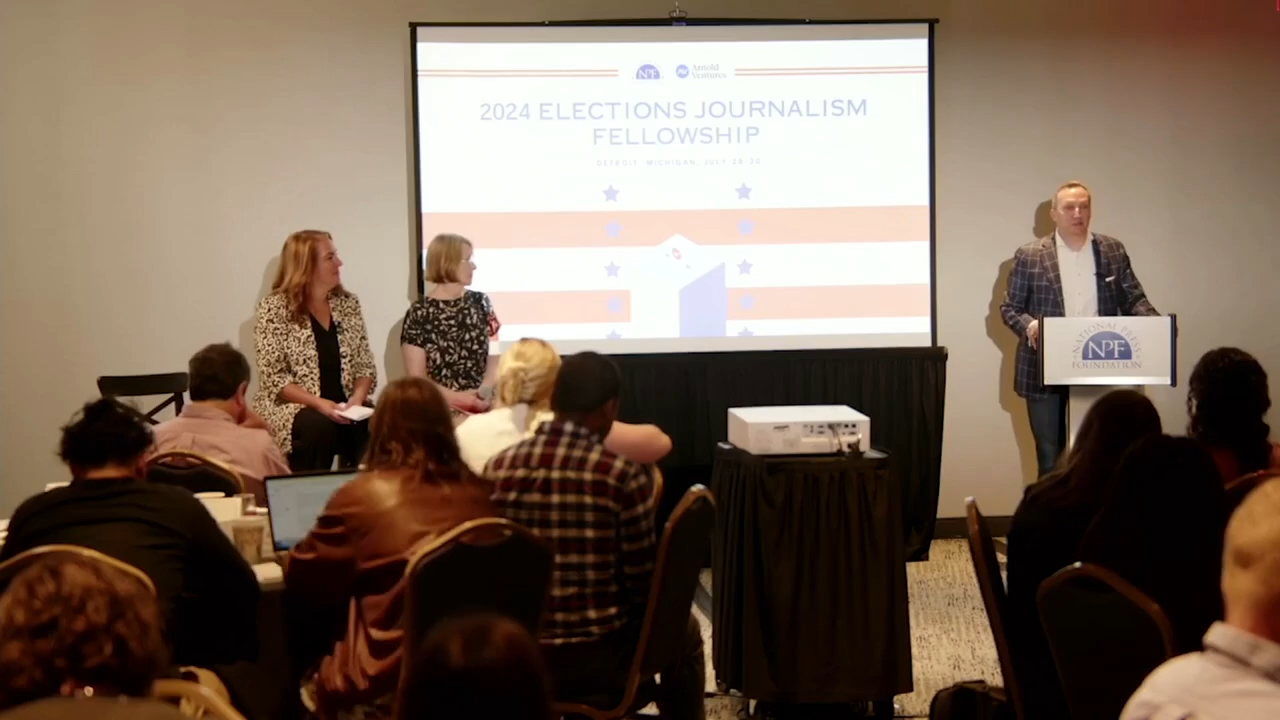 NPF
Arnold
Ventures
2024 ELECTIONS JOURNALISM
FELLOWSHIP
DETROIT, MICHIGAN, JULY 28-30
NATIONAL PRESS
NPF
FOUNDATION